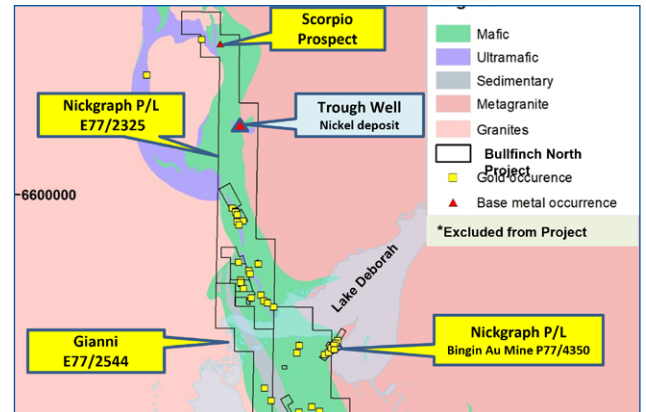 Scorpio
Prospect
Nickgraph P/L
E77/2325
Trough Well
Nickel deposit
Mafic
Ultramafic
Sedimentary
Metagranite
Granites
Bullfinch North
Project
Gold occurence
Base metal occurrence
*Excluded from Project
6600000
Lake Deborah
Gianni
E77/2544
Nickgraph P/L
Bingin Au Mine P77/4350